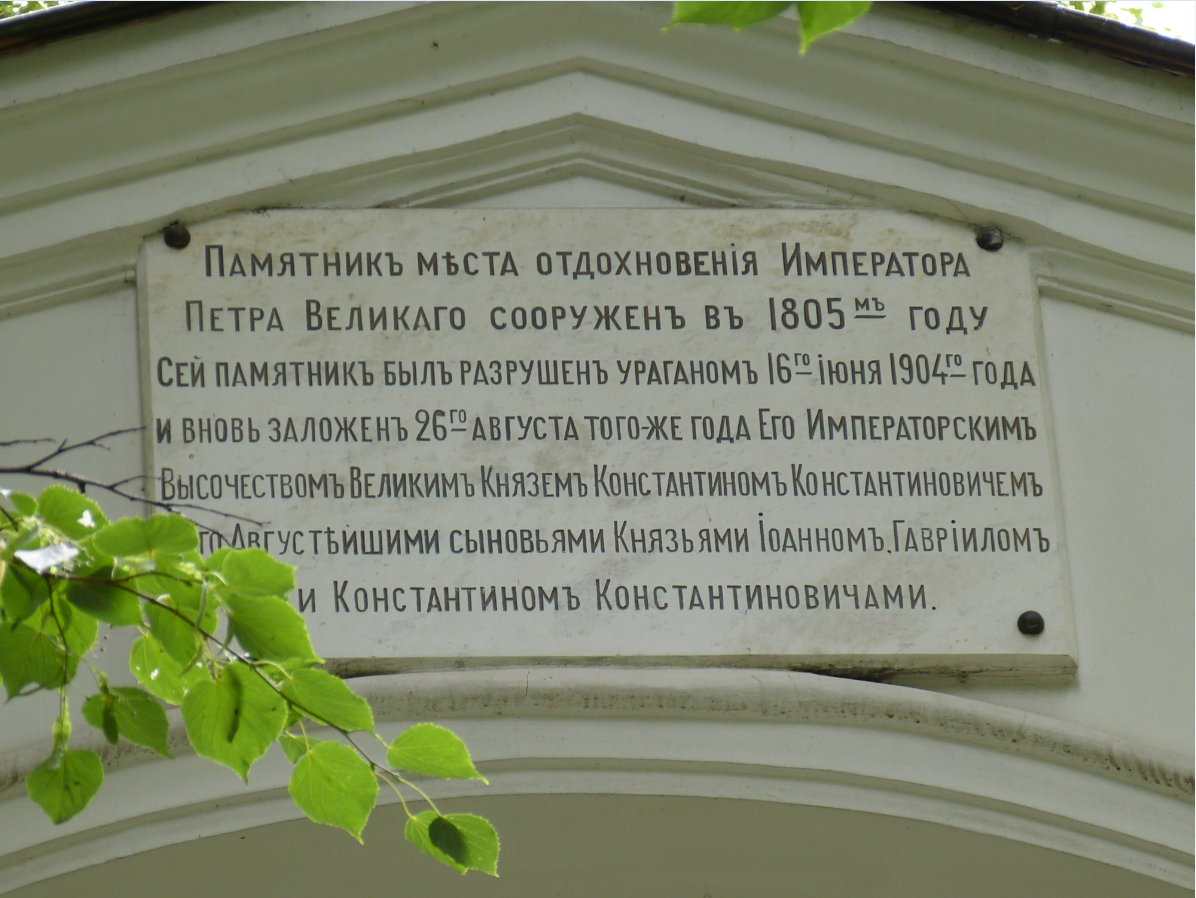 Памятникъ мѣста отдохновенія Императора
Петра Великаго сооруженъ въ 1805мъ году
Сей памятникъ былъ разрушенъ ураганомъ 16го іюня 1904го года
и вновь заложенъ 26го августа того-же года Его Императорскимъ
Высочествомъ Великимъ Княземъ Константиномъ Константиновичемъ
Августѣйшими сыновьями Князьями Іоанномъ, Гавріиломъ
и Константиномъ Константиновичами.